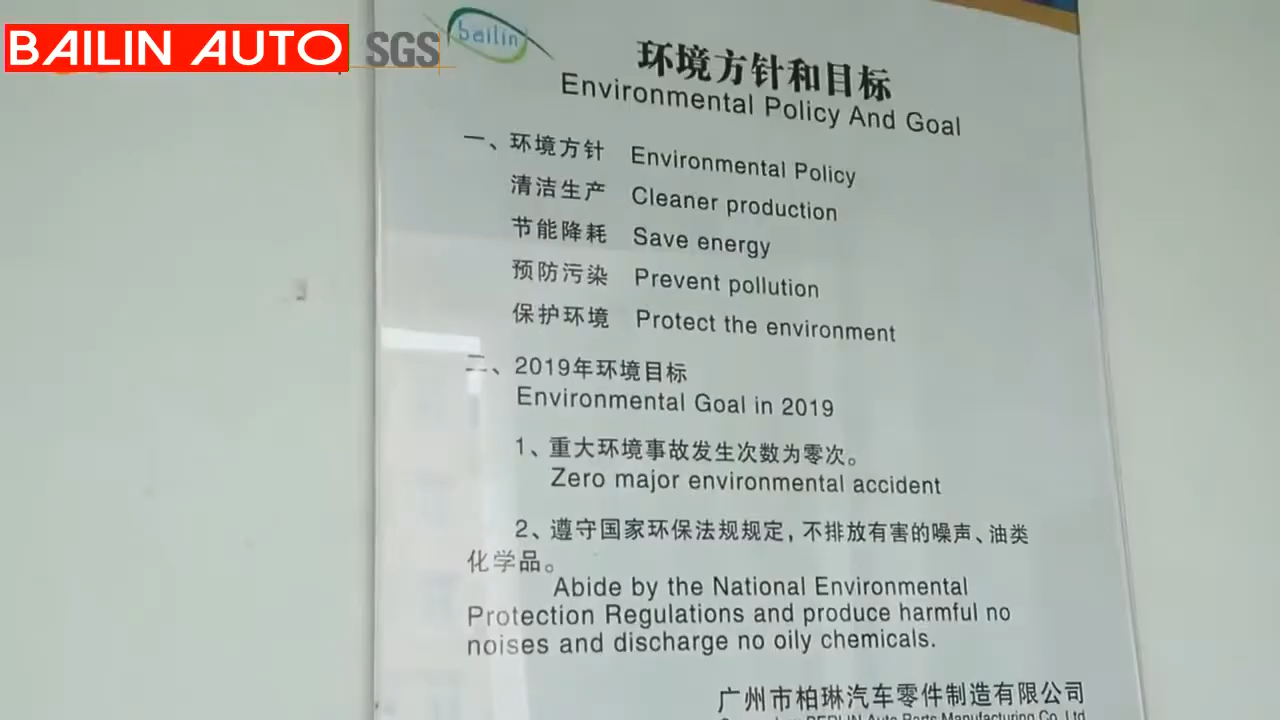 BAILIN AUTO SGS
bailin
环境方针和目标
Environmental Policy And Goal
一、环境方针 Environmental Policy
清洁生产 Cleaner production
节能降耗 Save energy
预防污染 Prevent pollution
保护环境 Protect the environment
二、2019年环境目标
Environmental Goal in 2019
1、重大环境事故发生次数为零次。
Zero major environmental accident
2、遵守国家环保法规规定，不排放有害的噪声、油类
化学品。
Abide by the National Environmental
Protection Regulations and produce harmful no
noises and discharge no oily chemicals.
广州市柏琳汽车零件制造有限公司
BERLIN Auto Parts Manufacturing Co. Ltd